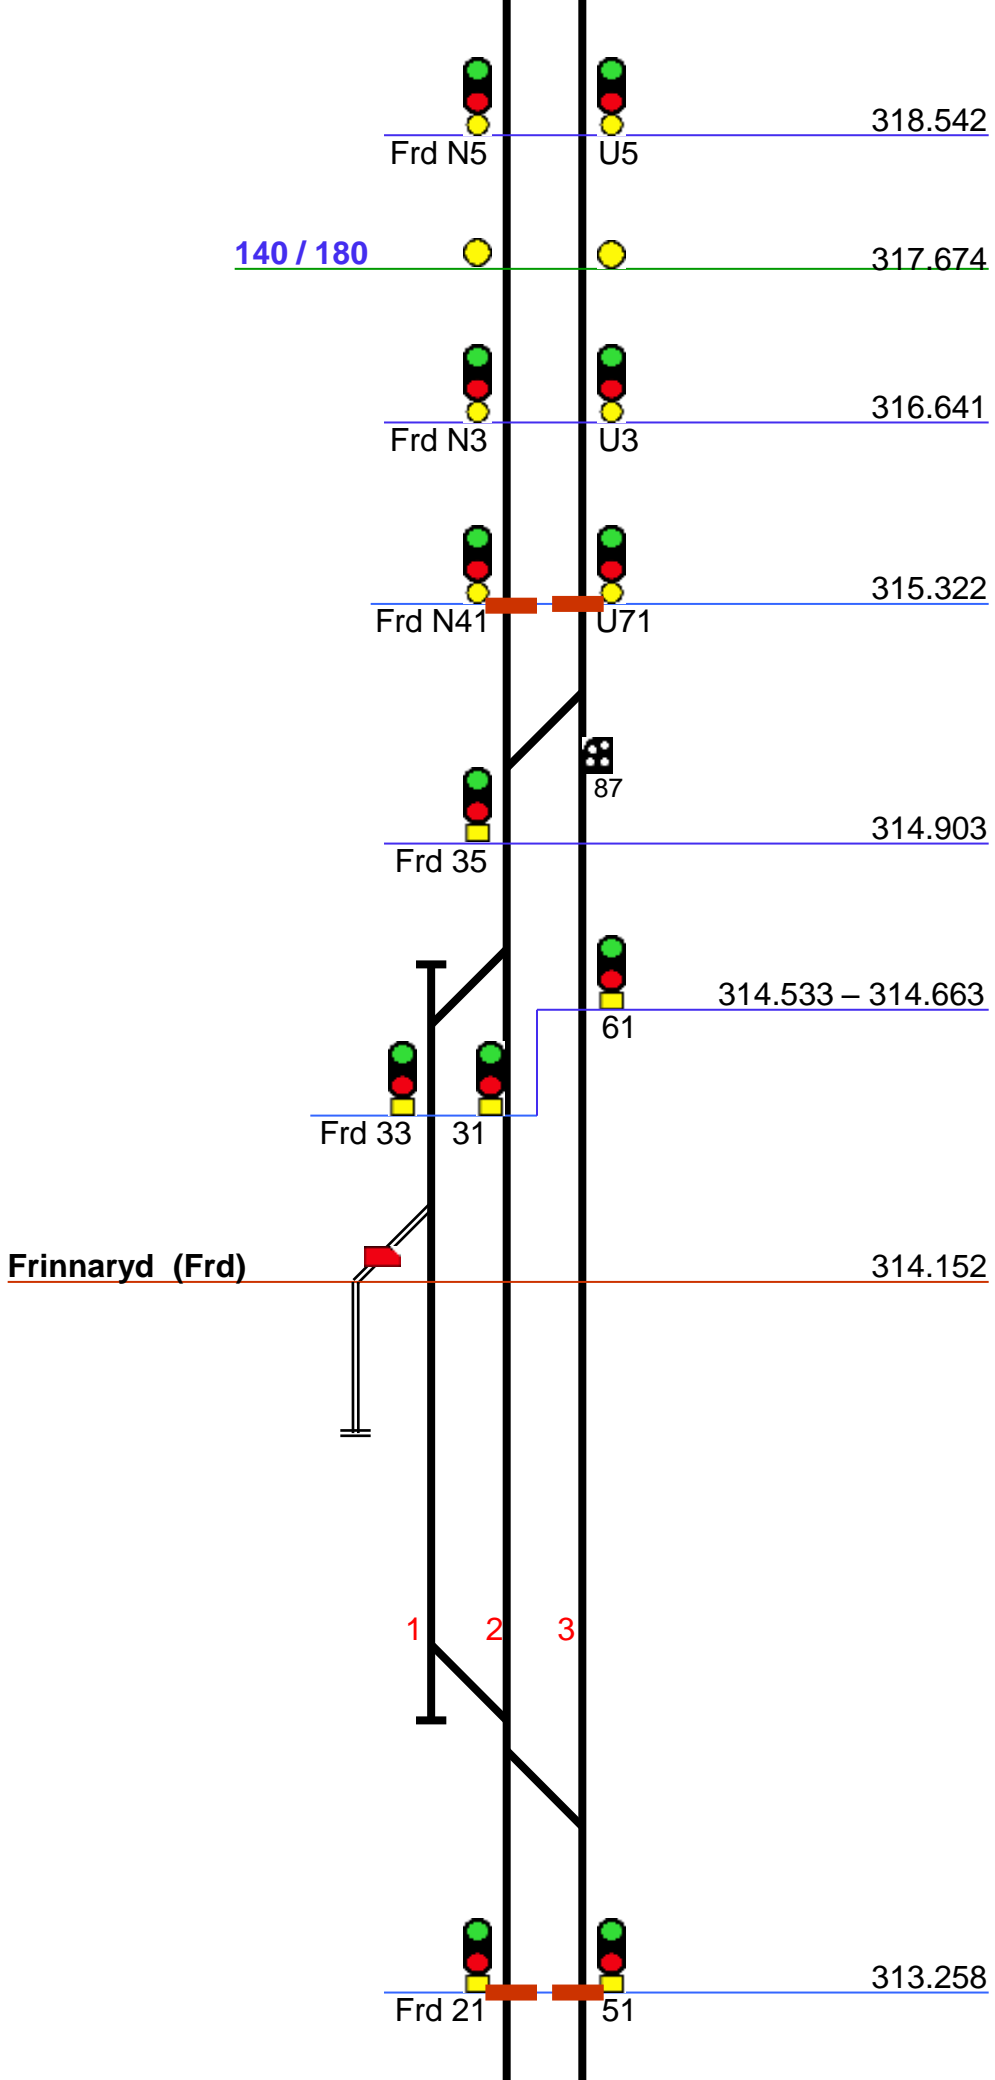 318.542
Frd N5 U5
140 / 180 317.674
316.641
Frd N3 U3
315.322
Frd N41 U71
87
314.903
Frd 35
314.533 – 314.663
61
Frd 33 31
Frinnaryd (Frd) 314.152
1 2 3
313.258
Frd 21 51